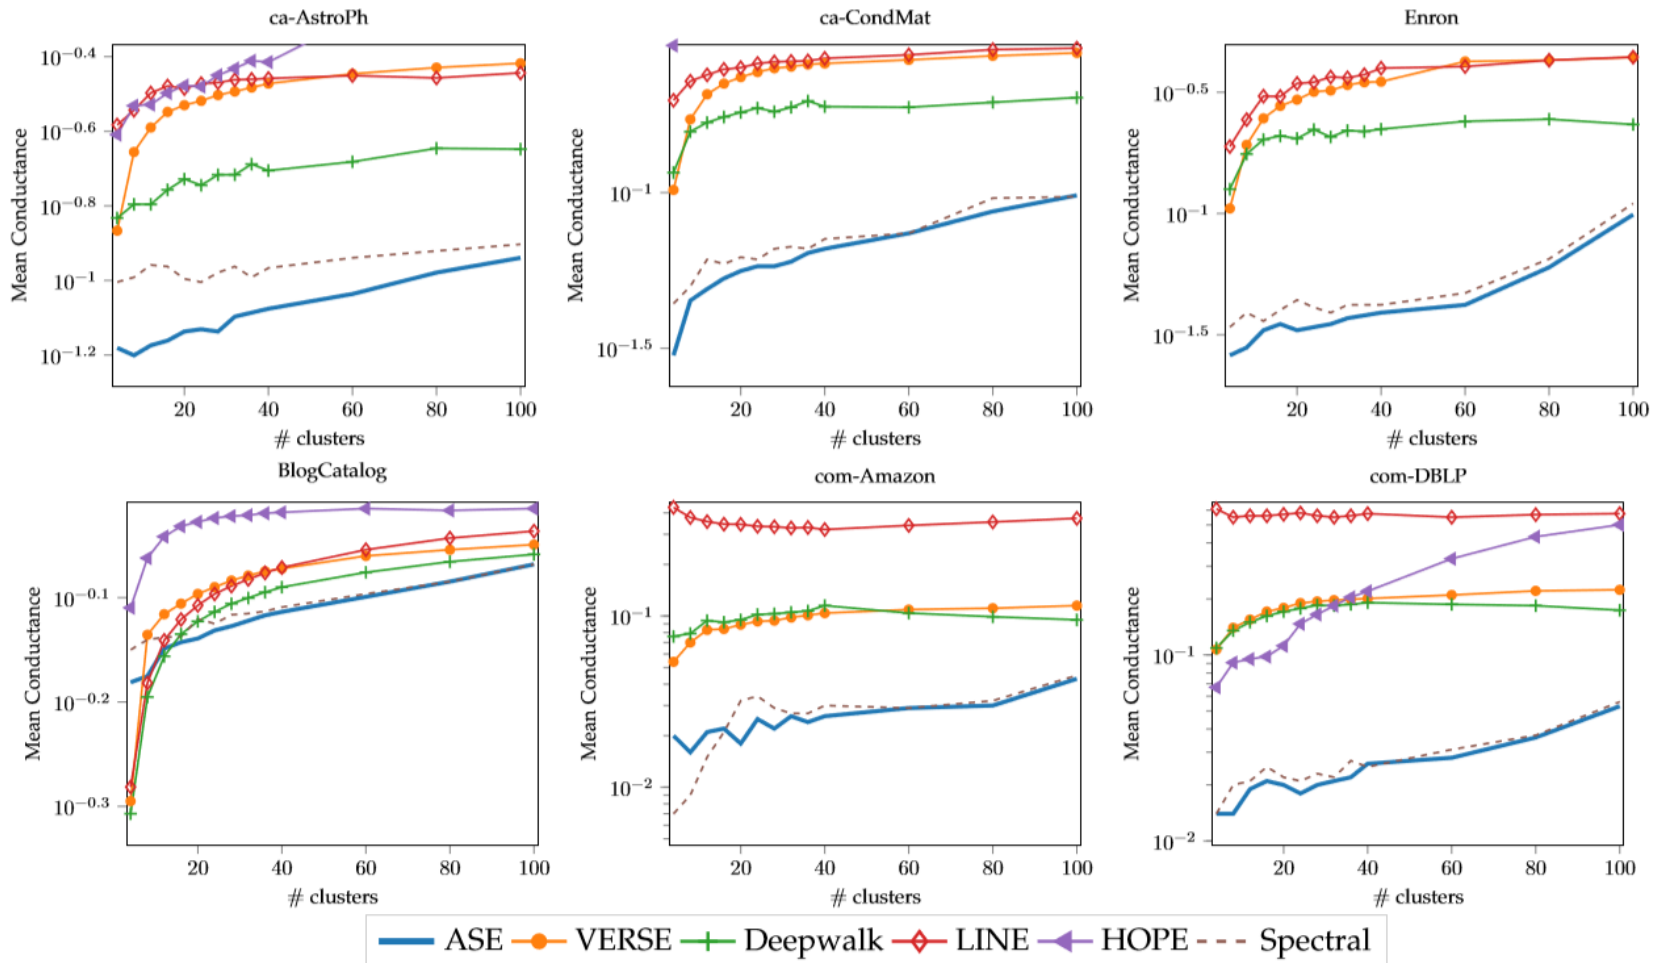 ca-AstroPh
10^−0.4
10^−0.6
10^−0.8
10^−1
10^−1.2
Mean Conductance
20 40 60 80 100
# clusters
ca-CondMat
10^−1
10^−1.5
Mean Conductance
20 40 60 80 100
# clusters
Enron
10^−0.5
10^−1
10^−1.5
Mean Conductance
20 40 60 80 100
# clusters
BlogCatalog
10^−0.1
10^−0.2
10^−0.3
Mean Conductance
20 40 60 80 100
# clusters
com-Amazon
10^−1
10^−2
Mean Conductance
20 40 60 80 100
# clusters
com-DBLP
10^−1
10^−2
Mean Conductance
20 40 60 80 100
# clusters
ASE VERSE Deepwalk LINE HOPE Spectral